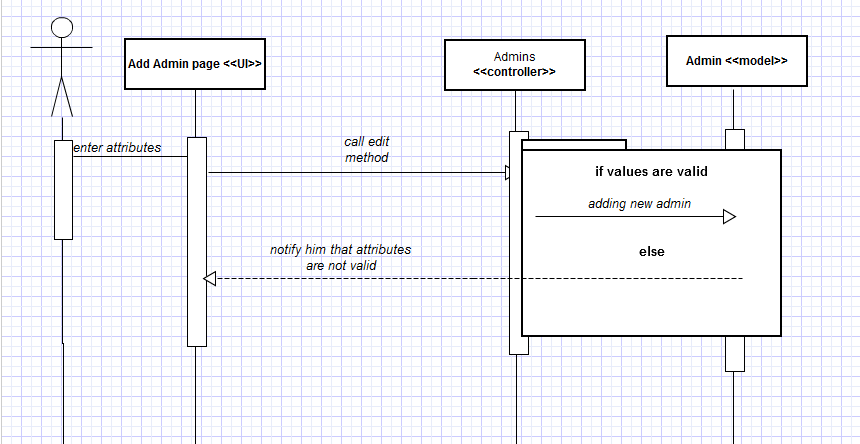 Add Admin page <<UI>>
Admins
<<controller>>
Admin <<model>>
enter attributes
call edit
method
if values are valid
adding new admin
notify him that attributes
are not valid
else